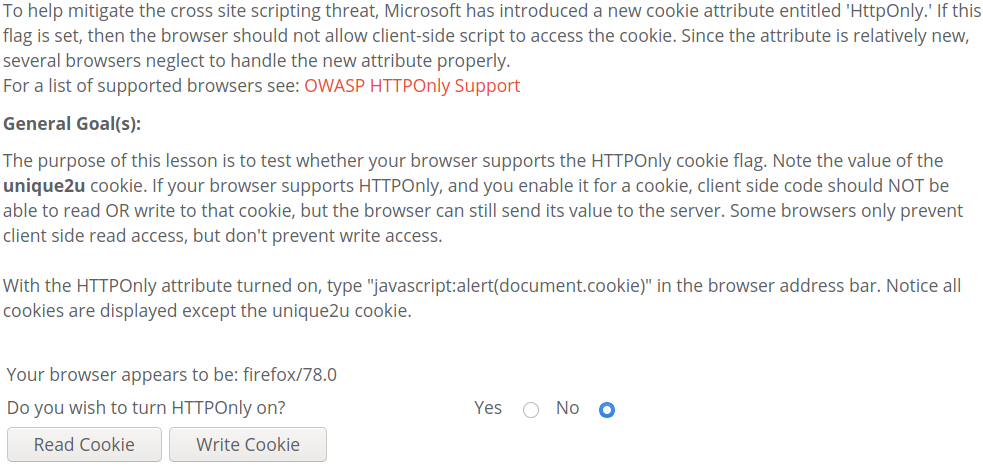 To help mitigate the cross site scripting threat, Microsoft has introduced a new cookie attribute entitled 'HttpOnly.' If this
flag is set, then the browser should not allow client-side script to access the cookie. Since the attribute is relatively new,
several browsers neglect to handle the new attribute properly.
For a list of supported browsers see: OWASP HTTPOnly Support
General Goal(s):
The purpose of this lesson is to test whether your browser supports the HTTPOnly cookie flag. Note the value of the
unique2u cookie. If your browser supports HTTPOnly, and you enable it for a cookie, client side code should NOT be
able to read OR write to that cookie, but the browser can still send its value to the server. Some browsers only prevent
client side read access, but don't prevent write access.
With the HTTPOnly attribute turned on, type "javascript:alert(document.cookie)" in the browser address bar. Notice all
cookies are displayed except the unique2u cookie.
Your browser appears to be: firefox/78.0
Do you wish to turn HTTPOnly on? Yes No
Read Cookie Write Cookie